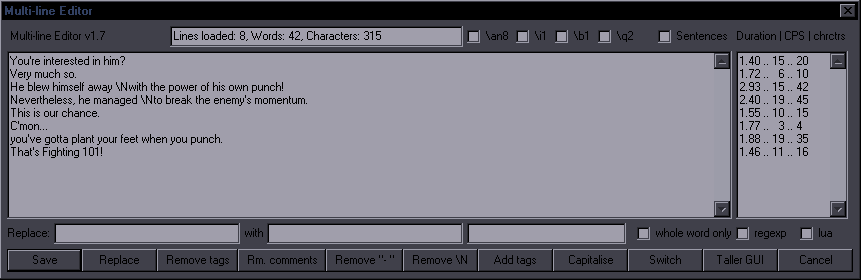 Multi-line Editor
Multi-line Editor v1.7 Lines loaded: 8, Words: 42, Characters: 315 \an8 \i1 \b1 \q2 Sentences Duration | CPS | chrctrs
You're interested in him? 1.40 .. 15 .. 20
Very much so. 1.72 .. 6 .. 10
He blew himself away \Nwith the power of his own punch! 2.93 .. 15 .. 42
Nevertheless, he managed \Nto break the enemy's momentum. 2.40 .. 19 .. 45
This is our chance. 1.55 .. 10 .. 15
C'mon... 1.77 .. 3 .. 4
you've gotta plant your feet when you punch. 1.88 .. 19 .. 35
That's Fighting 101! 1.46 .. 11 .. 16
Replace: with whole word only regexp lua
Save Replace Remove tags Rm. comments Remove "- " Remove \N Add tags Capitalise Switch Taller GUI Cancel